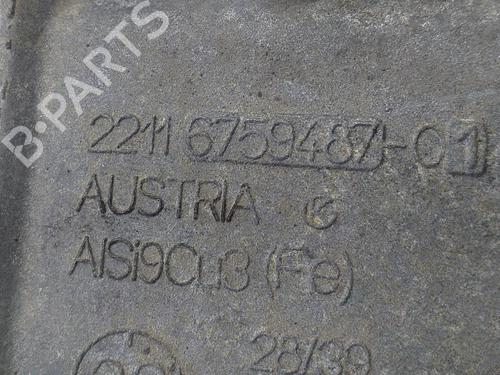 B-PARTS
2211 6759487-01
AUSTRIA
AlSi9Cu3 (Fe)
28/39